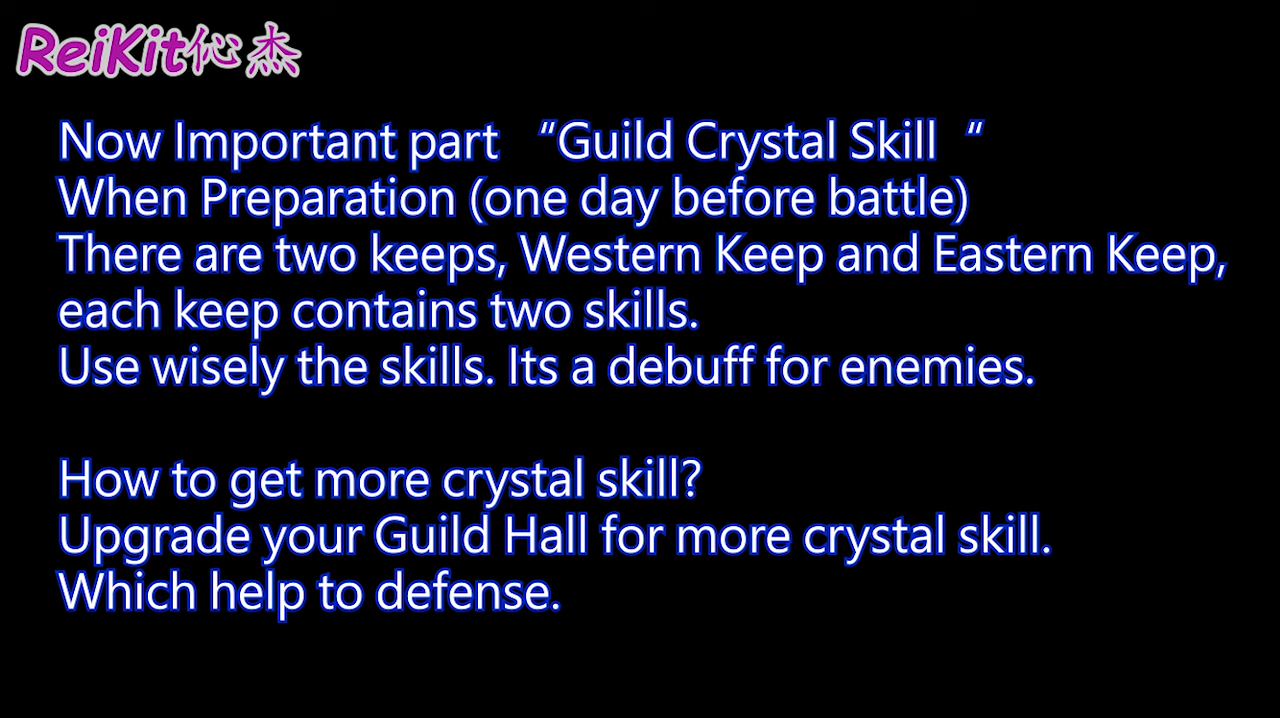 ReiKit伈杰
Now Important part “Guild Crystal Skill “
When Preparation (one day before battle)
There are two keeps, Western Keep and Eastern Keep,
each keep contains two skills.
Use wisely the skills. Its a debuff for enemies.
How to get more crystal skill?
Upgrade your Guild Hall for more crystal skill.
Which help to defense.